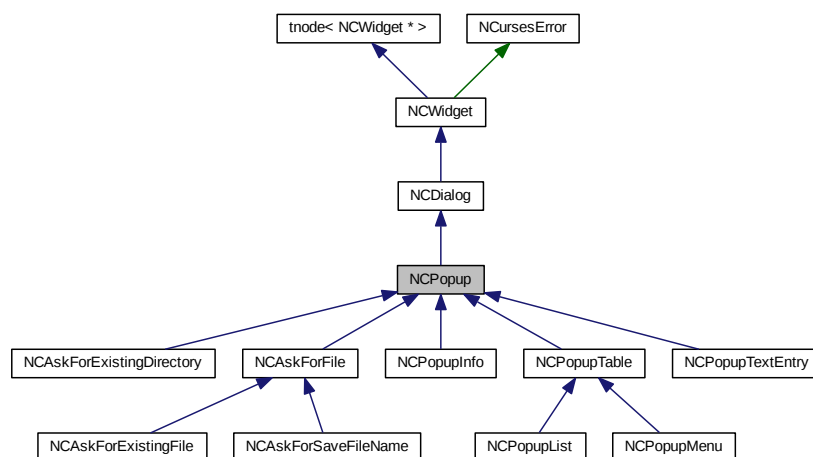 tnode< NCWidget * >
NCursesError
NCWidget
NCDialog
NCPopup
NCAskForExistingDirectory
NCAskForFile
NCPopupInfo
NCPopupTable
NCPopupTextEntry
NCAskForExistingFile
NCAskForSaveFileName
NCPopupList
NCPopupMenu